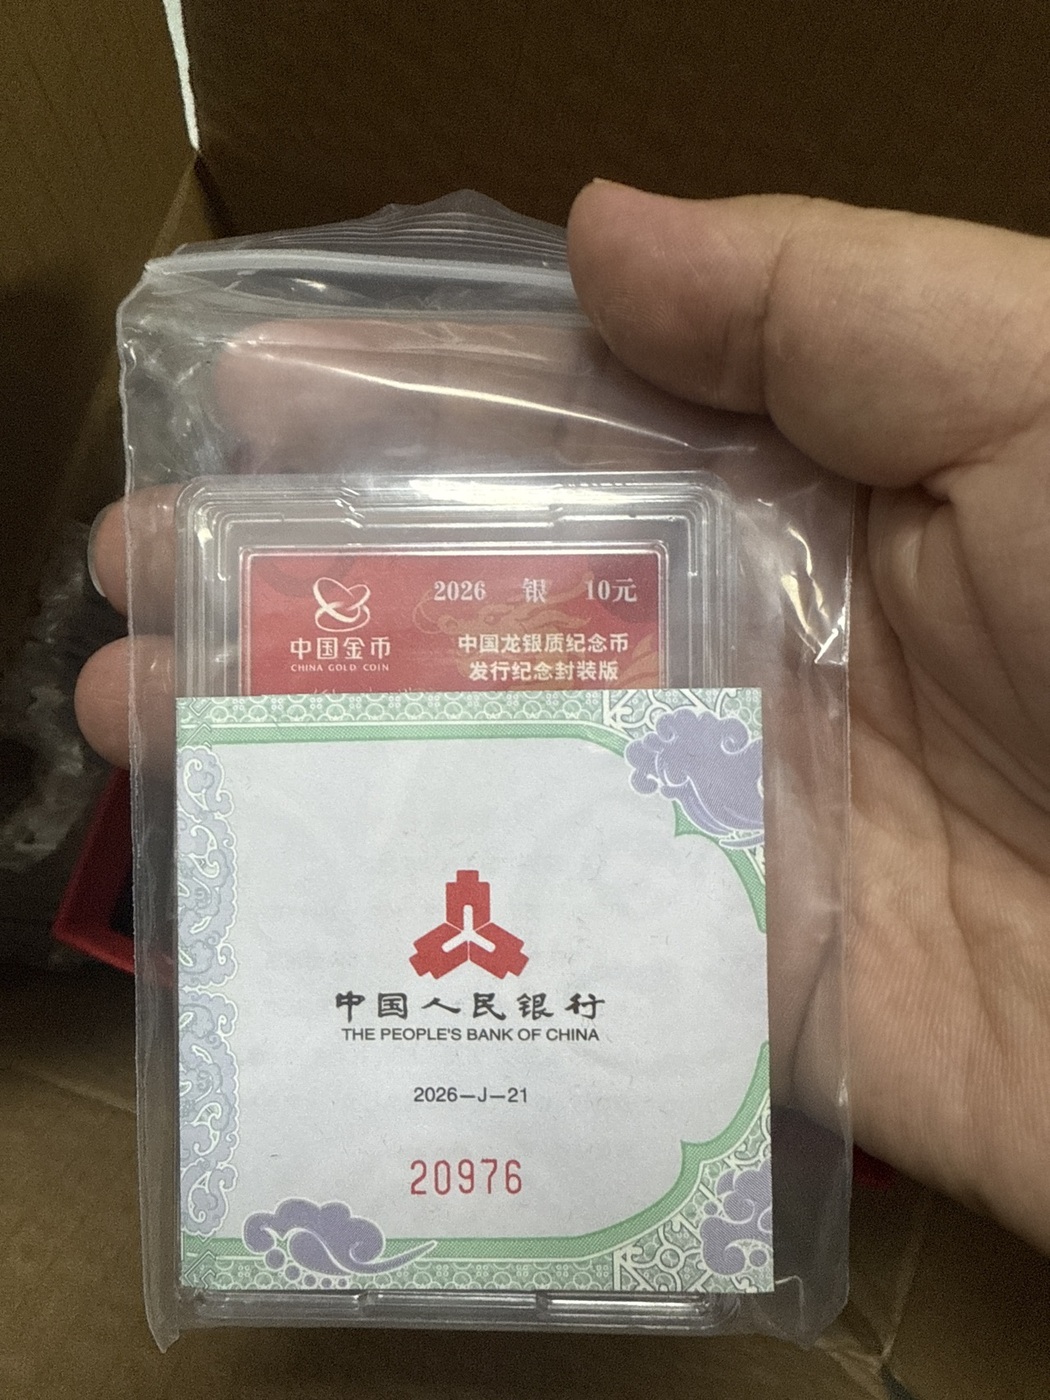 2026 银 10元
中国金币
CHINA GOLD COIN
中国龙银质纪念币
发行纪念封装版
中国人民银行
THE PEOPLE'S BANK OF CHINA
2026—J—21
20976